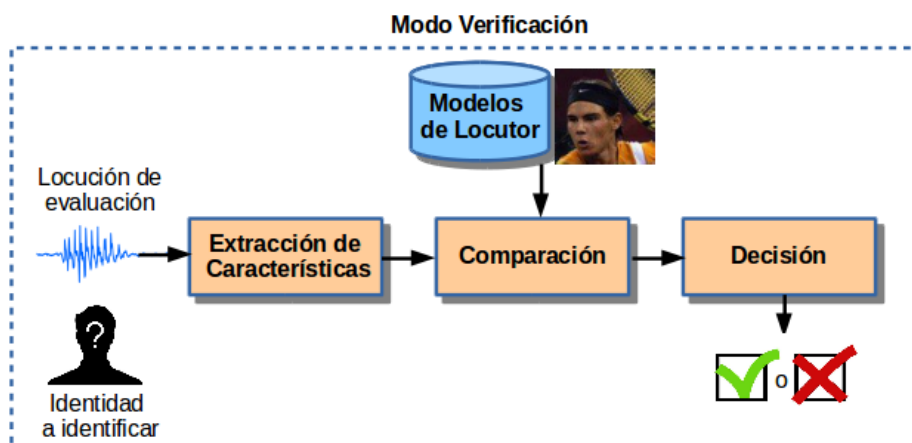 Modo Verificación
Modelos
de Locutor
Locución de
evaluación
Extracción de
Características
Comparación
Decisión
?
o
Identidad
a identificar